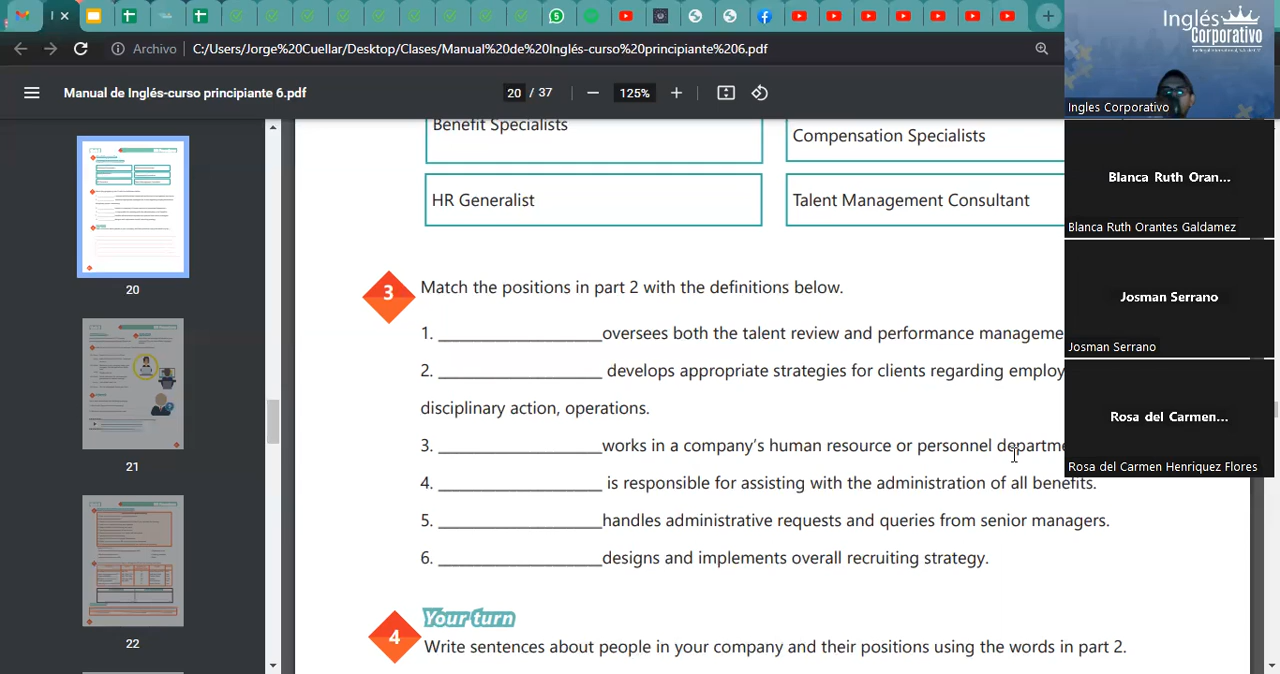 Archivo
C:/Users/Jorge%20Cuellar/Desktop/Clases/Manual%20de%20Inglés-curso%20principiante%206.pdf
Manual de Inglés-curso principiante 6.pdf
20 / 37
125%
Inglés
Corporativo
Ingles Corporativo
Blanca Ruth Oran...
Blanca Ruth Orantes Galdamez
Josman Serrano
Josman Serrano
Rosa del Carmen...
Rosa del Carmen Henriquez Flores
20
21
22
Benefit Specialists
Compensation Specialists
HR Generalist
Talent Management Consultant
3
Match the positions in part 2 with the definitions below.
1. __________________oversees both the talent review and performance manageme
2. __________________ develops appropriate strategies for clients regarding employ
disciplinary action, operations.
3. __________________works in a company's human resource or personnel departme
4. __________________ is responsible for assisting with the administration of all benefits.
5. __________________handles administrative requests and queries from senior managers.
6. __________________designs and implements overall recruiting strategy.
4
Your turn
Write sentences about people in your company and their positions using the words in part 2.